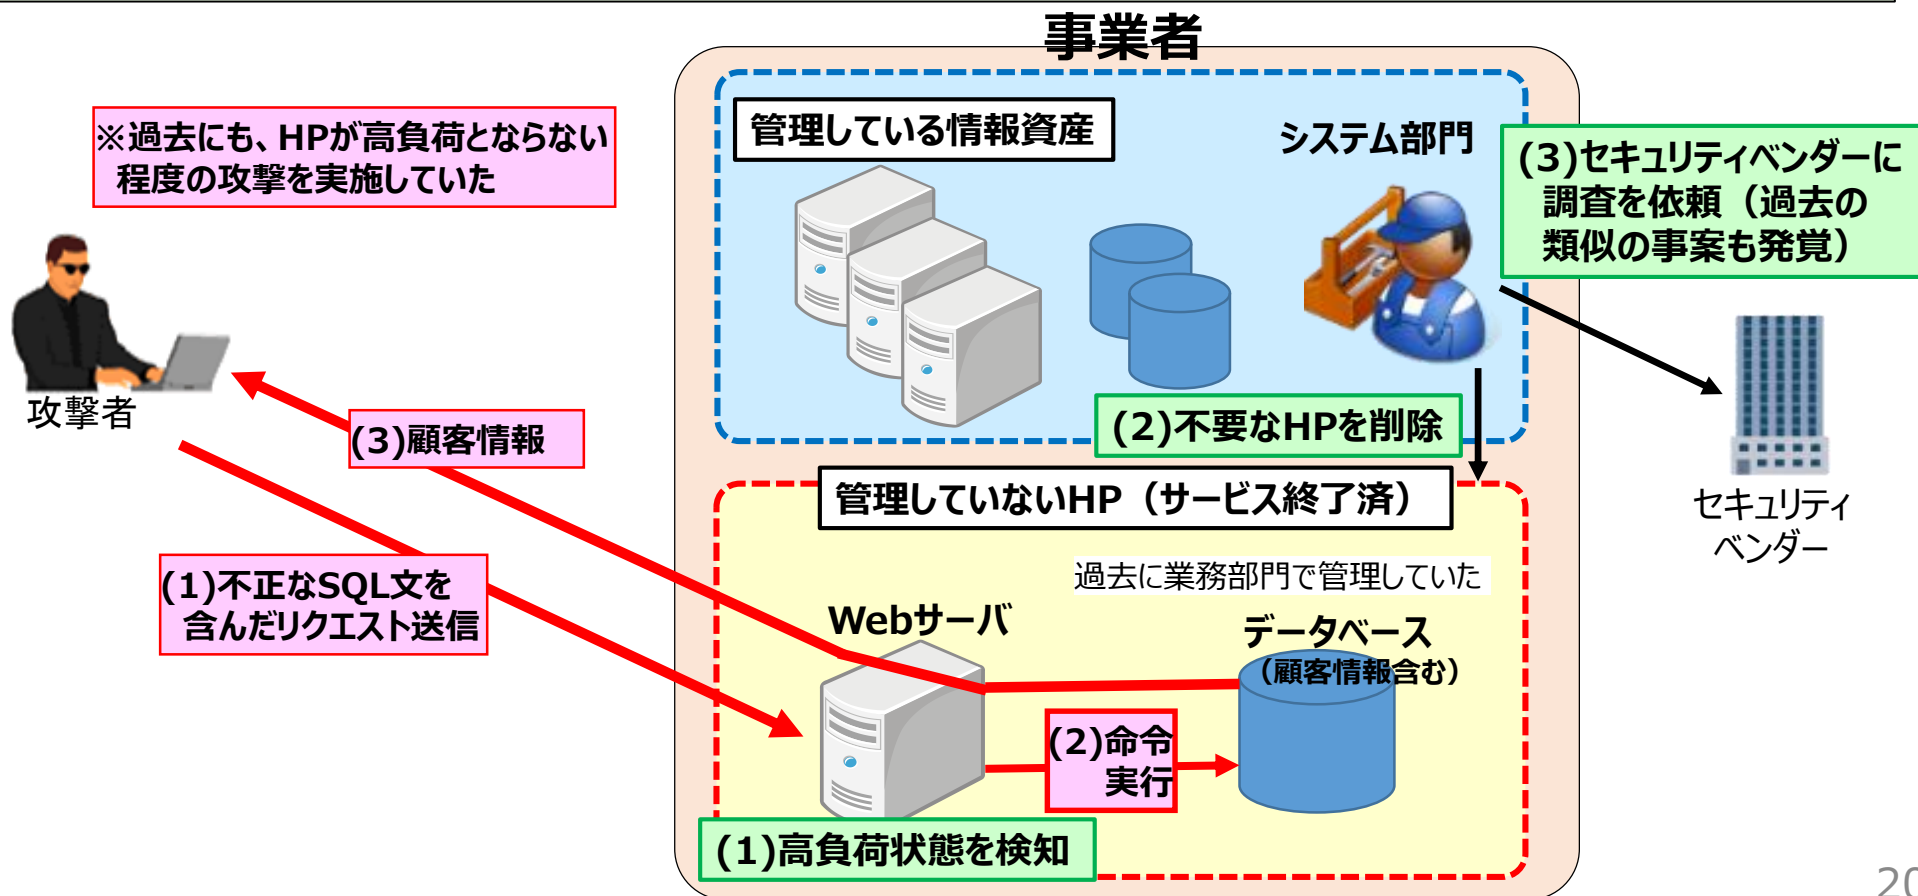 事業者
※過去にも、HPが高負荷とならない
程度の攻撃を実施していた
管理している情報資産
システム部門
(3)セキュリティベンダーに
調査を依頼（過去の
類似の事案も発覚）
攻撃者
(3)顧客情報
(2)不要なHPを削除
管理していないHP（サービス終了済）
セキュリティ
ベンダー
(1)不正なSQL文を
含んだリクエスト送信
過去に業務部門で管理していた
Webサーバ
データベース
（顧客情報含む）
(2)命令
実行
(1)高負荷状態を検知
20